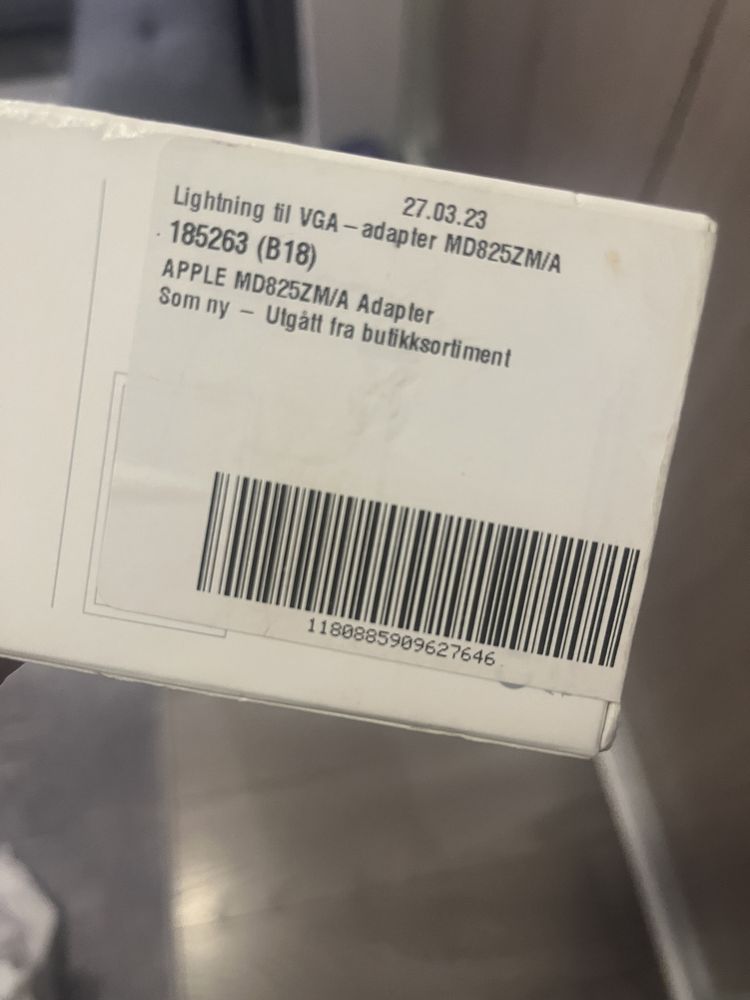 27.03.23
Lightning til VGA-adapter MD825ZM/A
185263 (B18)
APPLE MD825ZM/A Adapter
Som ny - Utgått fra butikksortiment
1180885909627646